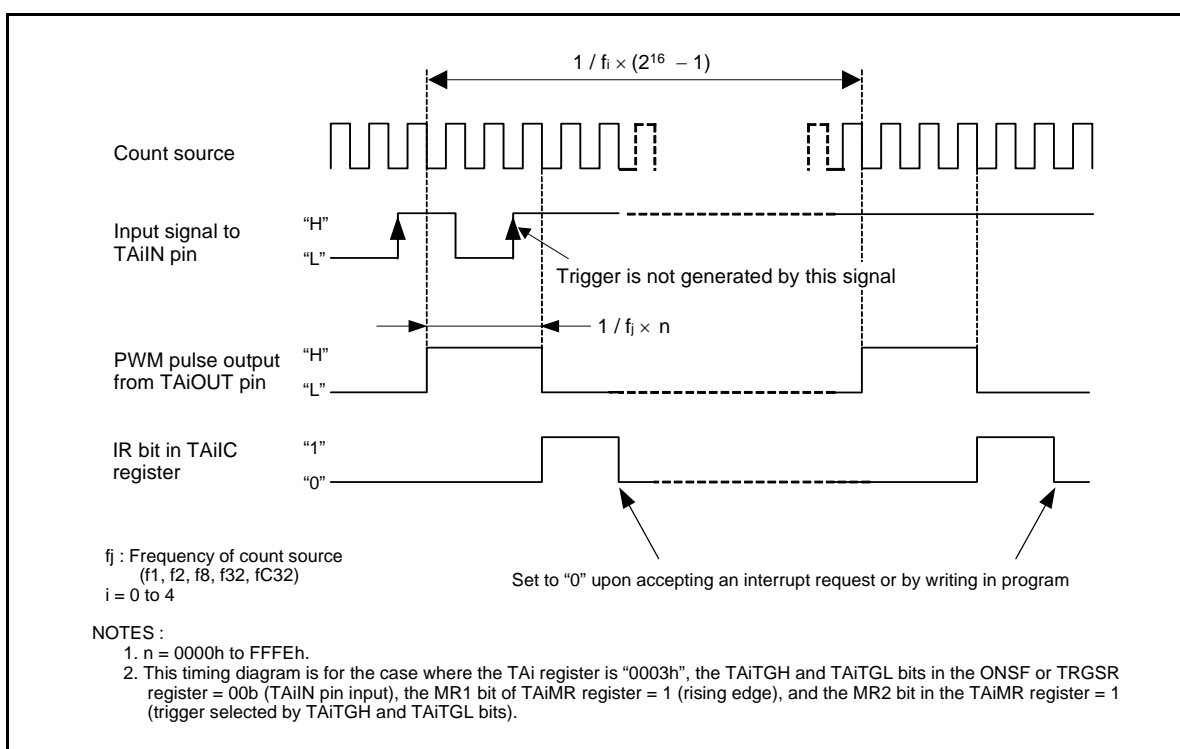 1 / fi × (2¹⁶ – 1)
Count source
Input signal to
TAiIN pin
“H”
“L”
Trigger is not generated by this signal
1 / fj × n
PWM pulse output
from TAiOUT pin
“H”
“L”
IR bit in TAiIC
register
“1”
“0”
fj : Frequency of count source
(f1, f2, f8, f32, fC32)
i = 0 to 4
Set to “0” upon accepting an interrupt request or by writing in program
NOTES :
1. n = 0000h to FFFEh.
2. This timing diagram is for the case where the TAi register is “0003h”, the TAiTGH and TAiTGL bits in the ONSF or TRGSR
register = 00b (TAiIN pin input), the MR1 bit of TAiMR register = 1 (rising edge), and the MR2 bit in the TAiMR register = 1
(trigger selected by TAiTGH and TAiTGL bits).